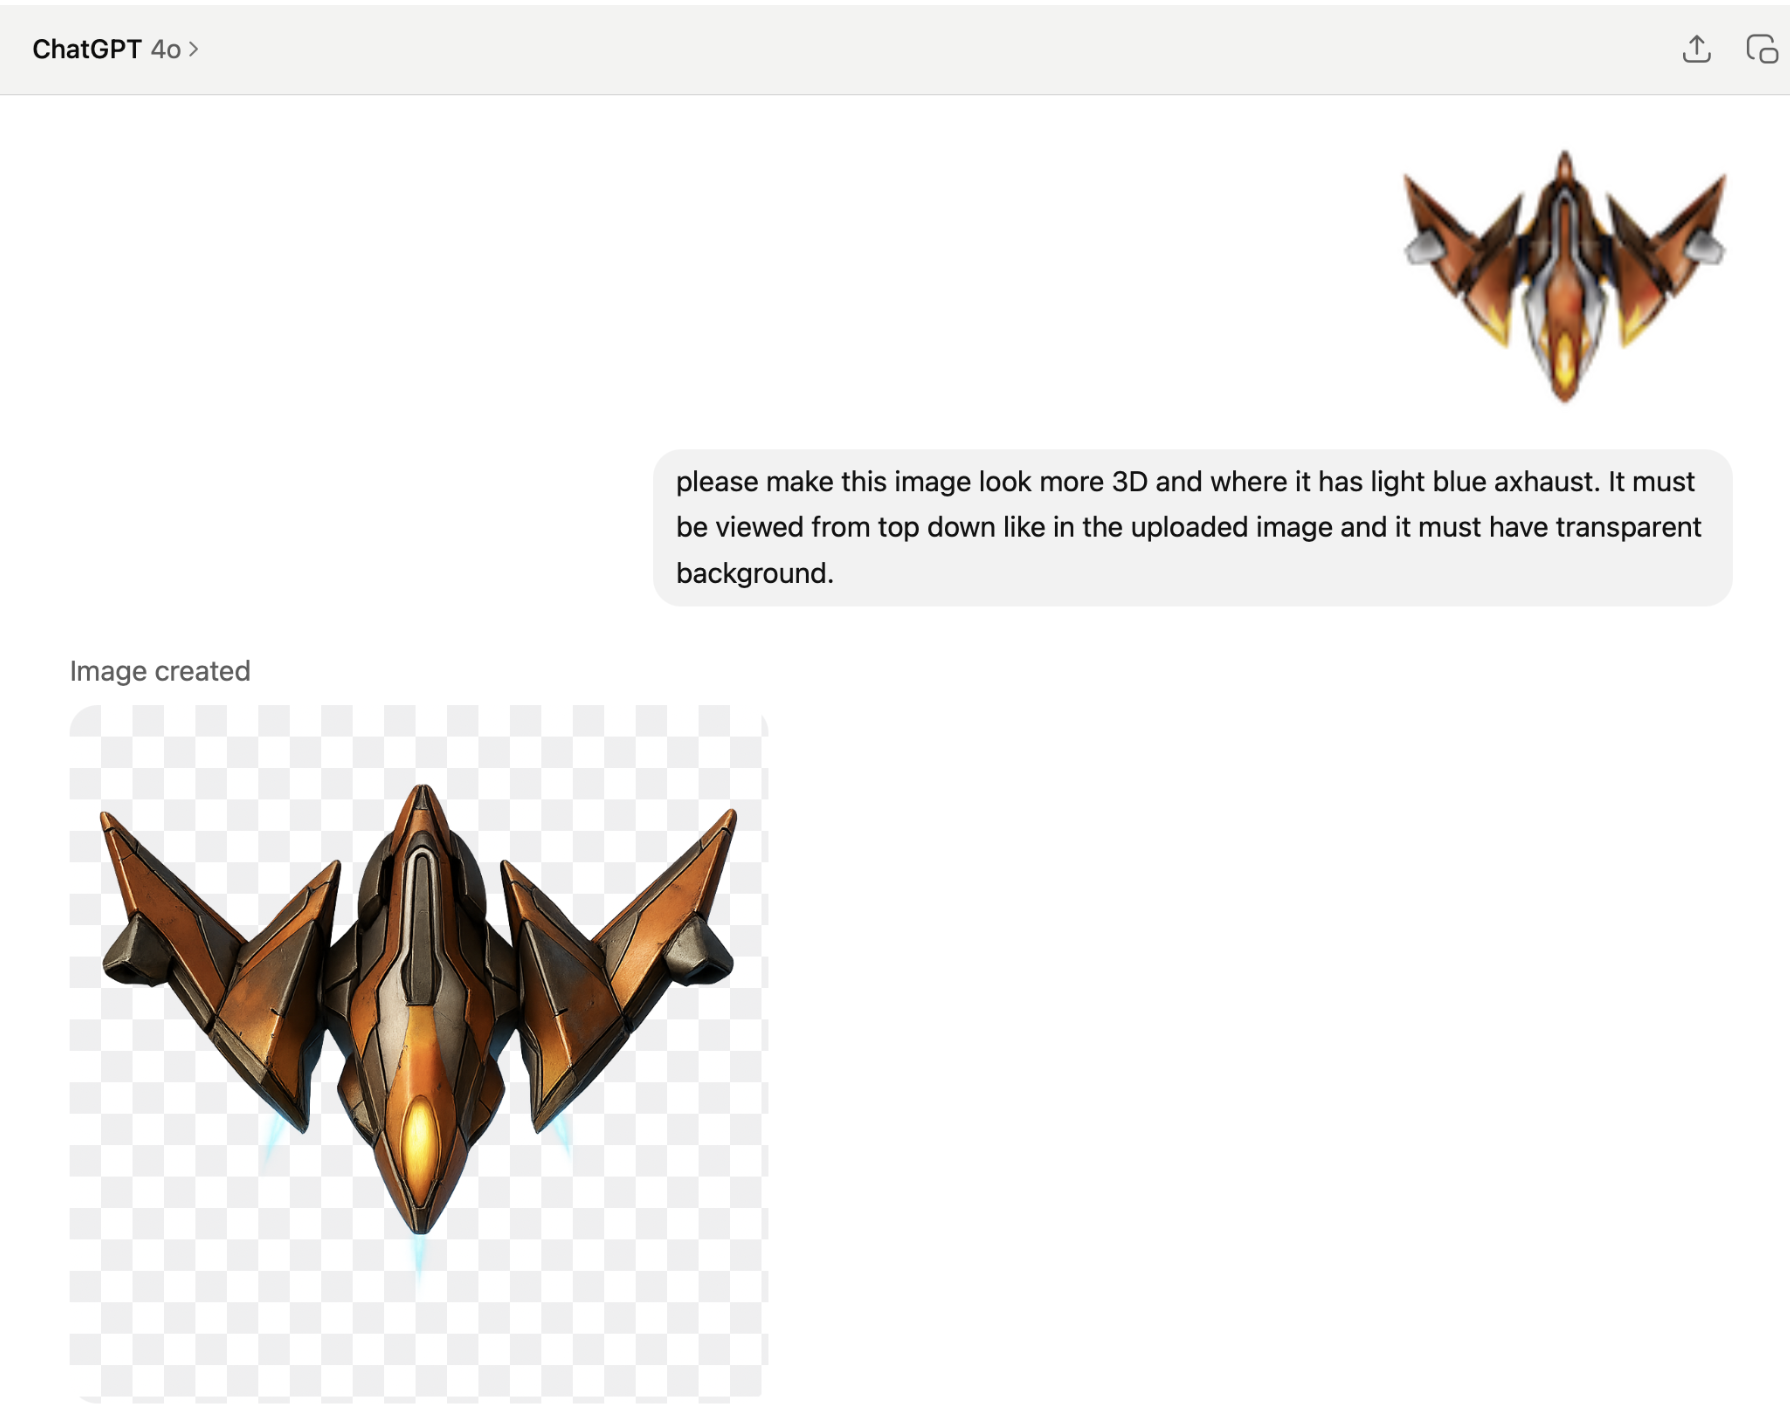 ChatGPT 4o >
please make this image look more 3D and where it has light blue axhaust. It must
be viewed from top down like in the uploaded image and it must have transparent
background.
Image created